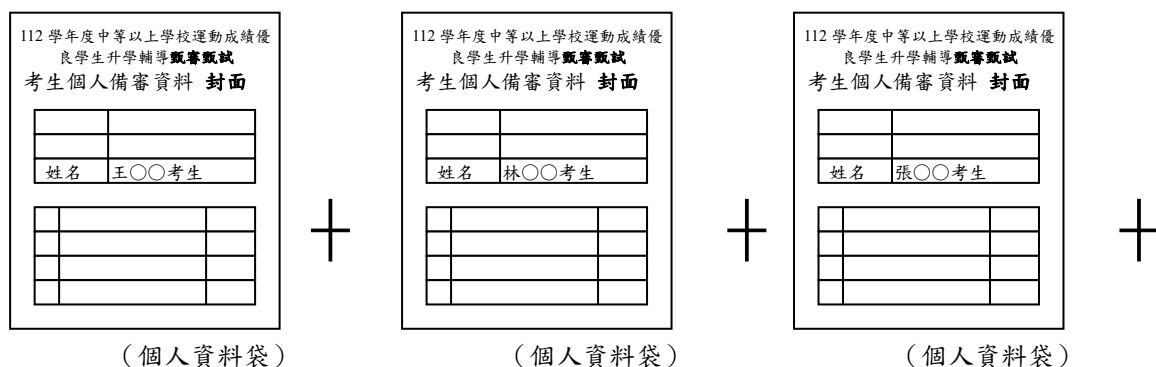 112 學年度中等以上學校運動成績優
良學生升學輔導甄審甄試
考生個人備審資料 封面
姓名 王○○考生
(個人資料袋)
+
112 學年度中等以上學校運動成績優
良學生升學輔導甄審甄試
考生個人備審資料 封面
姓名 林○○考生
(個人資料袋)
+
112 學年度中等以上學校運動成績優
良學生升學輔導甄審甄試
考生個人備審資料 封面
姓名 張○○考生
(個人資料袋)
+